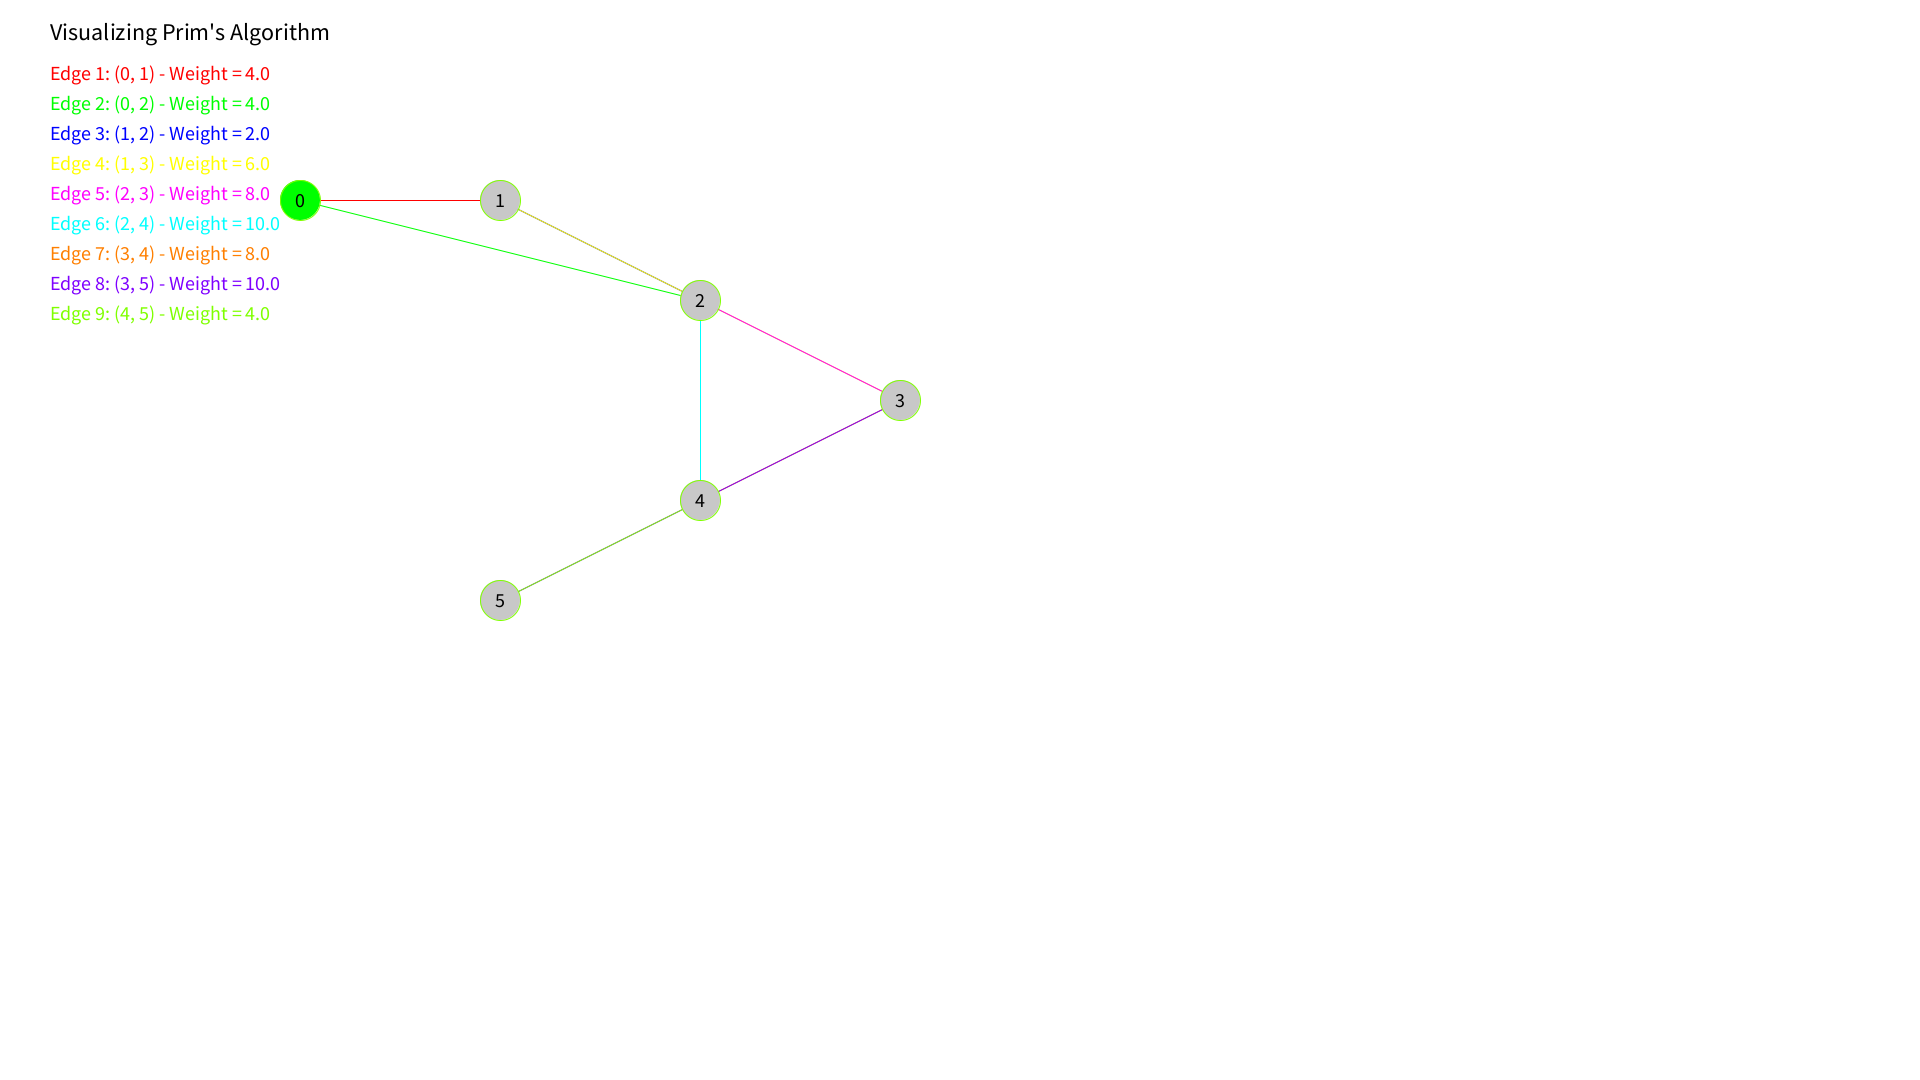 Visualizing Prim's Algorithm
Edge 1: (0, 1) - Weight = 4.0
Edge 2: (0, 2) - Weight = 4.0
Edge 3: (1, 2) - Weight = 2.0
Edge 4: (1, 3) - Weight = 6.0
Edge 5: (2, 3) - Weight = 8.0
Edge 6: (2, 4) - Weight = 10.0
Edge 7: (3, 4) - Weight = 8.0
Edge 8: (3, 5) - Weight = 10.0
Edge 9: (4, 5) - Weight = 4.0
0
1
2
3
4
5